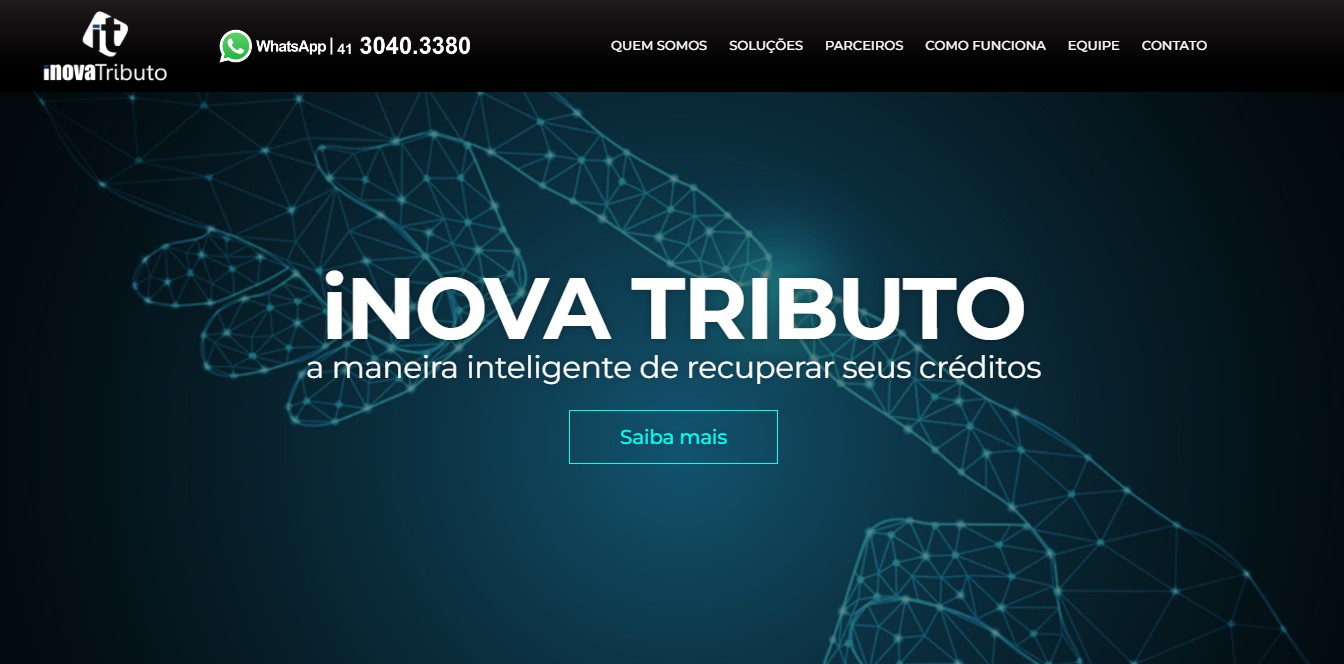 it
inovaTributo
WhatsApp | 41 3040.3380
QUEM SOMOS SOLUÇÕES PARCEIROS COMO FUNCIONA EQUIPE CONTATO
iNOVA TRIBUTO
a maneira inteligente de recuperar seus créditos
Saiba mais